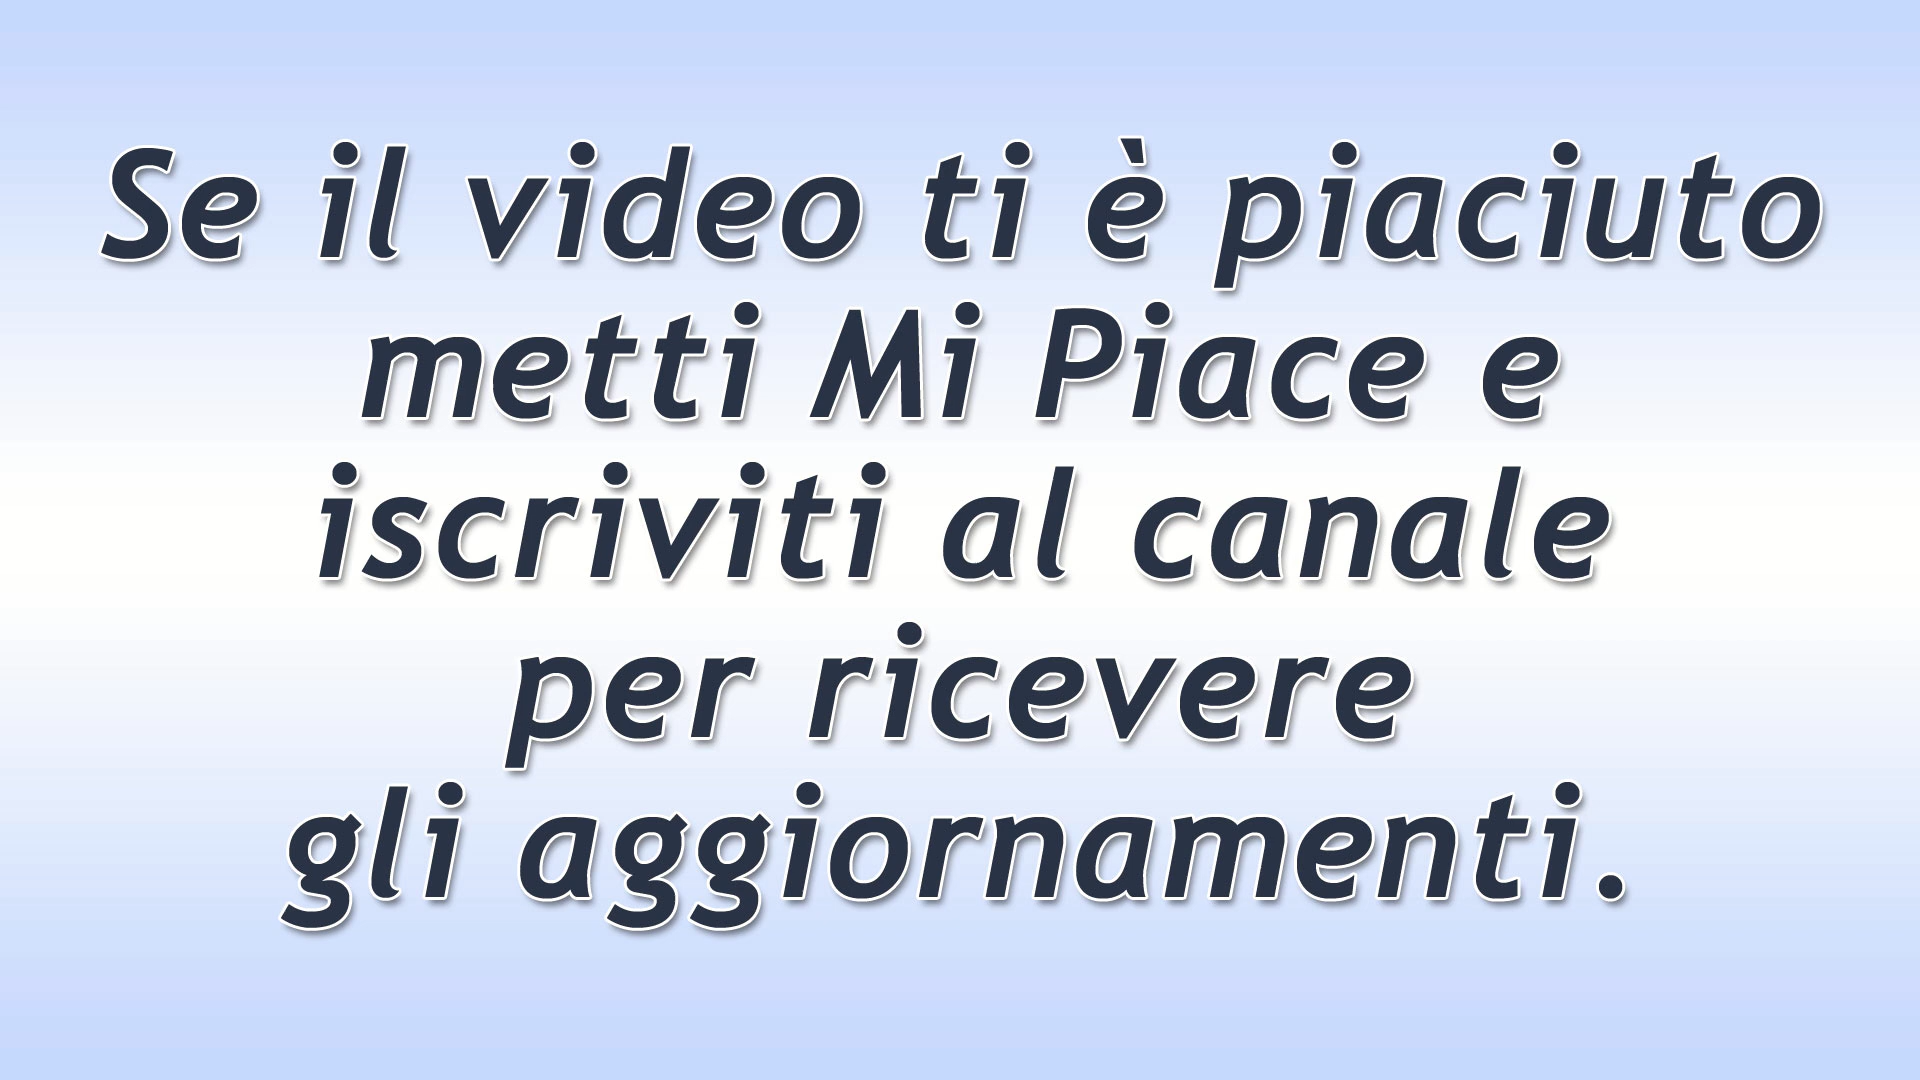 Se il video ti è piaciuto
metti Mi Piace e
iscriviti al canale
per ricevere
gli aggiornamenti.